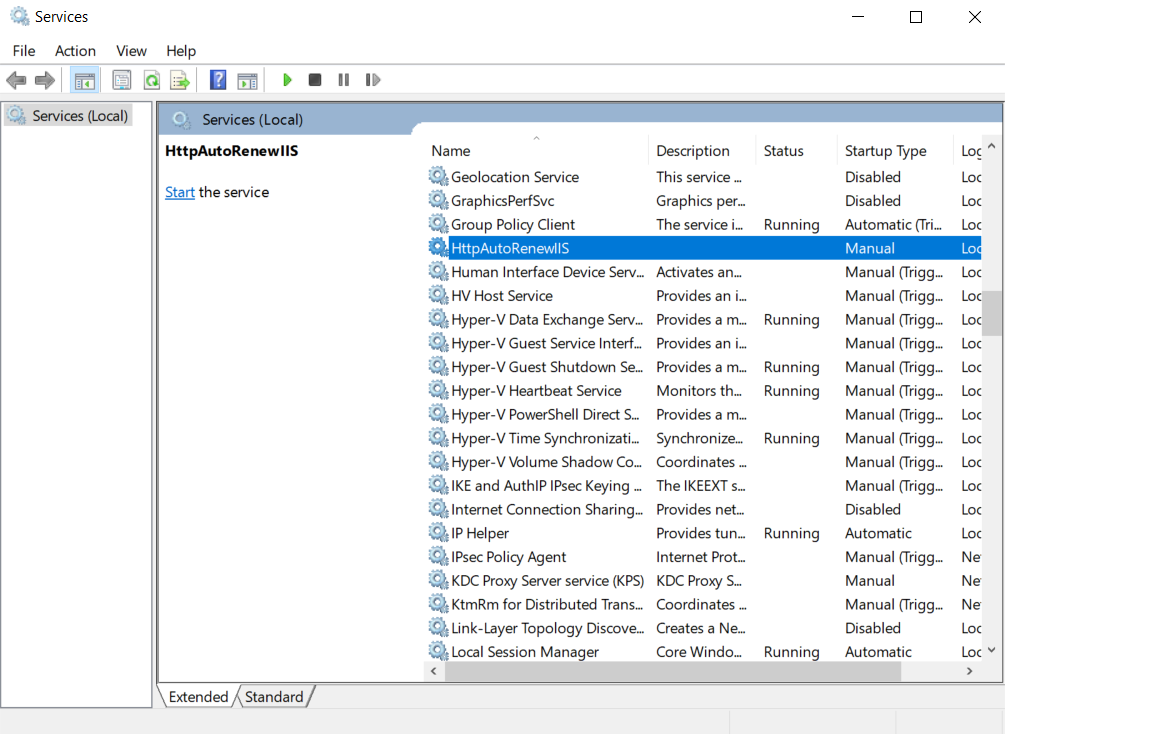 Services
File Action View Help
Services (Local)
Services (Local)
HttpAutoRenewIIS
Start the service
Name Description Status Startup Type Log
Geolocation Service This service ... Disabled Loc
GraphicsPerfSvc Graphics per... Disabled Loc
Group Policy Client The service i... Running Automatic (Tri... Loc
HttpAutoRenewIIS Manual Loc
Human Interface Device Serv... Activates an... Manual (Trigg... Loc
HV Host Service Provides an i... Manual (Trigg... Loc
Hyper-V Data Exchange Serv... Provides a m... Running Manual (Trigg... Loc
Hyper-V Guest Service Interf... Provides an i... Manual (Trigg... Loc
Hyper-V Guest Shutdown Se... Provides a m... Running Manual (Trigg... Loc
Hyper-V Heartbeat Service Monitors th... Running Manual (Trigg... Loc
Hyper-V PowerShell Direct S... Provides a m... Manual (Trigg... Loc
Hyper-V Time Synchronizati... Synchronize... Running Manual (Trigg... Loc
Hyper-V Volume Shadow Co... Coordinates ... Manual (Trigg... Loc
IKE and AuthIP IPsec Keying ... The IKEEXT s... Manual (Trigg... Loc
Internet Connection Sharing... Provides net... Disabled Loc
IP Helper Provides tun... Running Automatic Loc
IPsec Policy Agent Internet Prot... Manual (Trigg... Ne
KDC Proxy Server service (KPS) KDC Proxy S... Manual Ne
KtmRm for Distributed Trans... Coordinates ... Manual (Trigg... Ne
Link-Layer Topology Discove... Creates a Ne... Disabled Loc
Local Session Manager Core Windo... Running Automatic Loc
Extended Standard